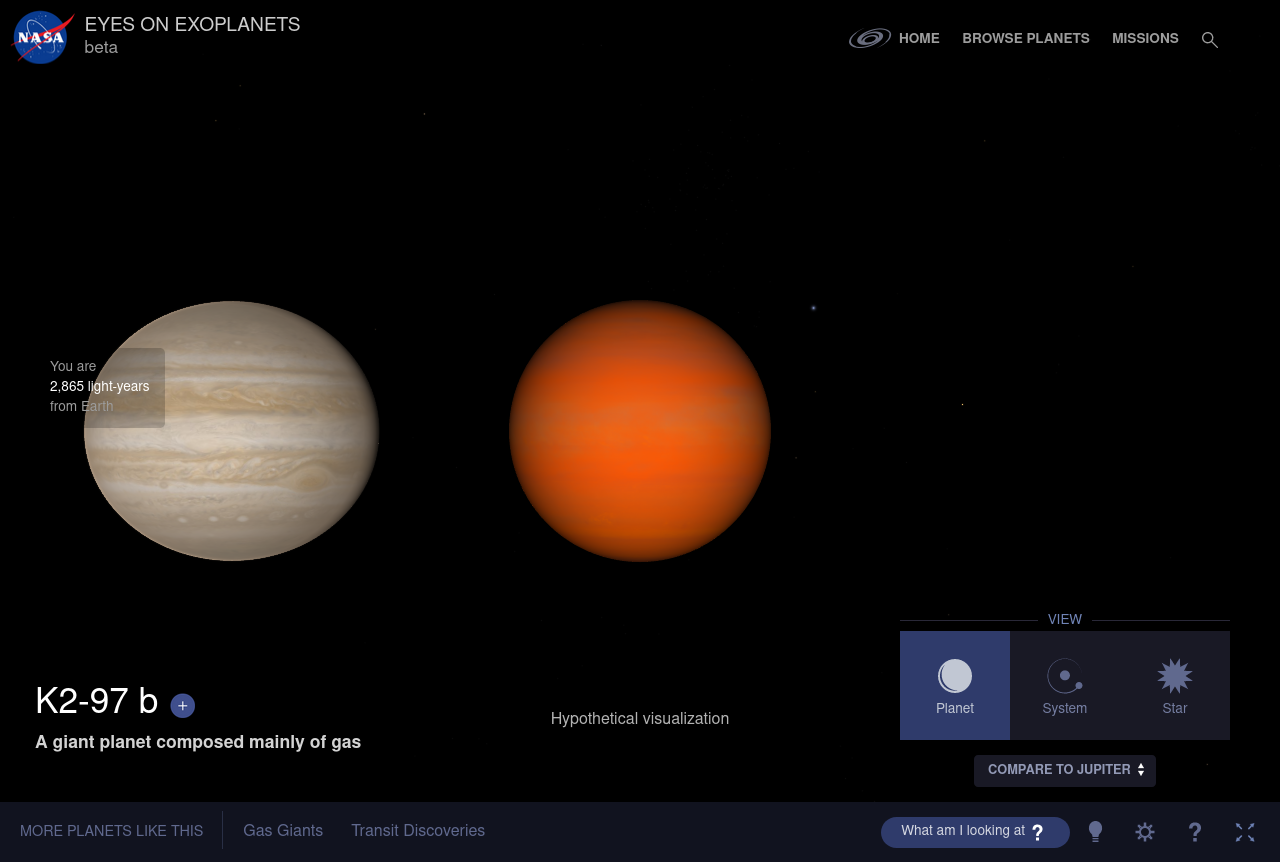 NASA
EYES ON EXOPLANETS
beta
HOME
BROWSE PLANETS
MISSIONS
You are
2,865 light-years
from Earth
VIEW
Planet
System
Star
K2-97 b +
A giant planet composed mainly of gas
Hypothetical visualization
COMPARE TO JUPITER
MORE PLANETS LIKE THIS
Gas Giants
Transit Discoveries
What am I looking at ?
?